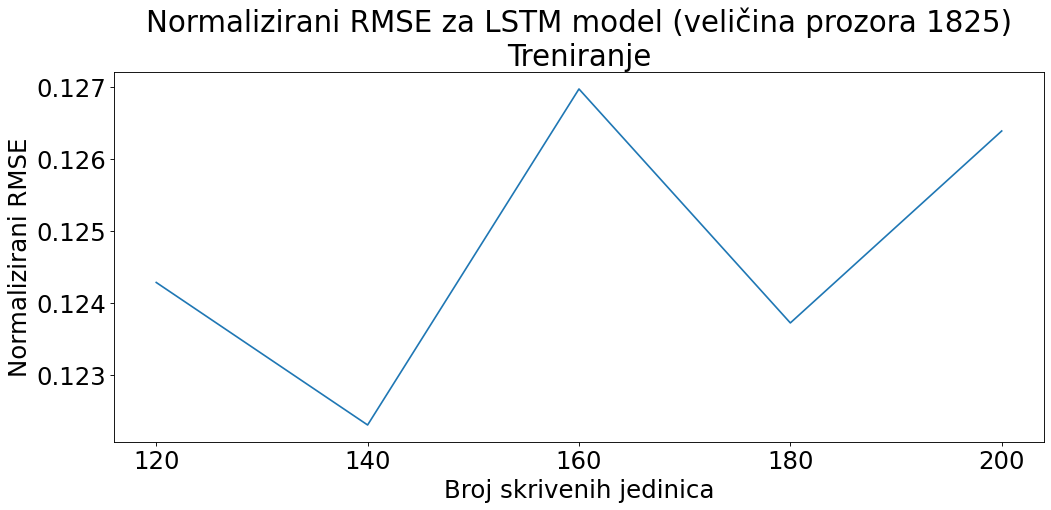 Normalizirani RMSE za LSTM model (veličina prozora 1825)
Treniranje
Normalizirani RMSE
0.127
0.126
0.125
0.124
0.123
120 140 160 180 200
Broj skrivenih jedinica